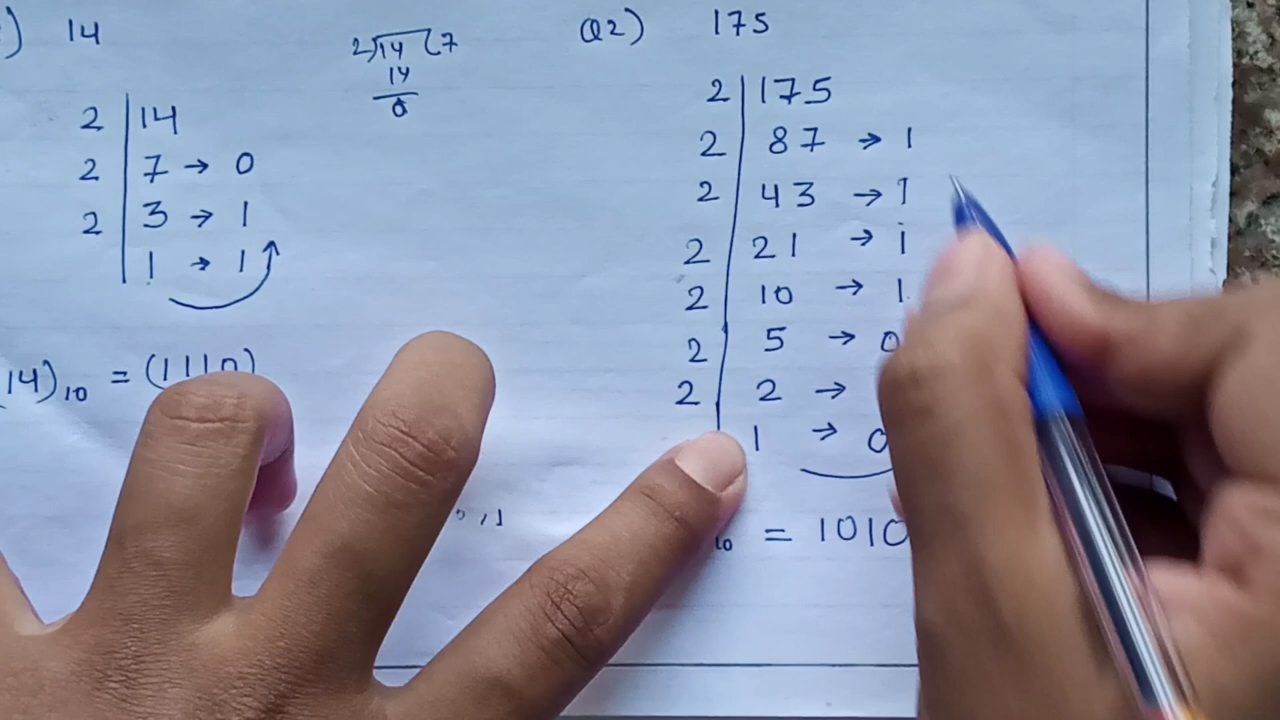 ) 14
2)14(7
14
0
2 | 14
2 | 7 → 0
2 | 3 → 1
1 → 1
14)10 = (1110)
0,1
Q2) 175
2 | 175
2 | 87 → 1
2 | 43 → 1
2 | 21 → 1
2 | 10 → 1
2 | 5 → 0
2 | 2 →
1 → 0
10 = 1010